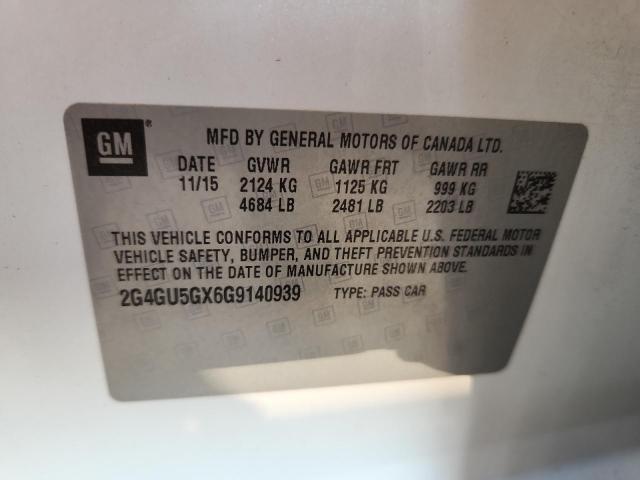 GM®
MFD BY GENERAL MOTORS OF CANADA LTD.
DATE GVWR GAWR FRT GAWR RR
11/15 2124 KG 1125 KG 999 KG
4684 LB 2481 LB 2203 LB
THIS VEHICLE CONFORMS TO ALL APPLICABLE U.S. FEDERAL MOTOR
VEHICLE SAFETY, BUMPER, AND THEFT PREVENTION STANDARDS IN
EFFECT ON THE DATE OF MANUFACTURE SHOWN ABOVE.
2G4GU5GX6G9140939 TYPE: PASS CAR